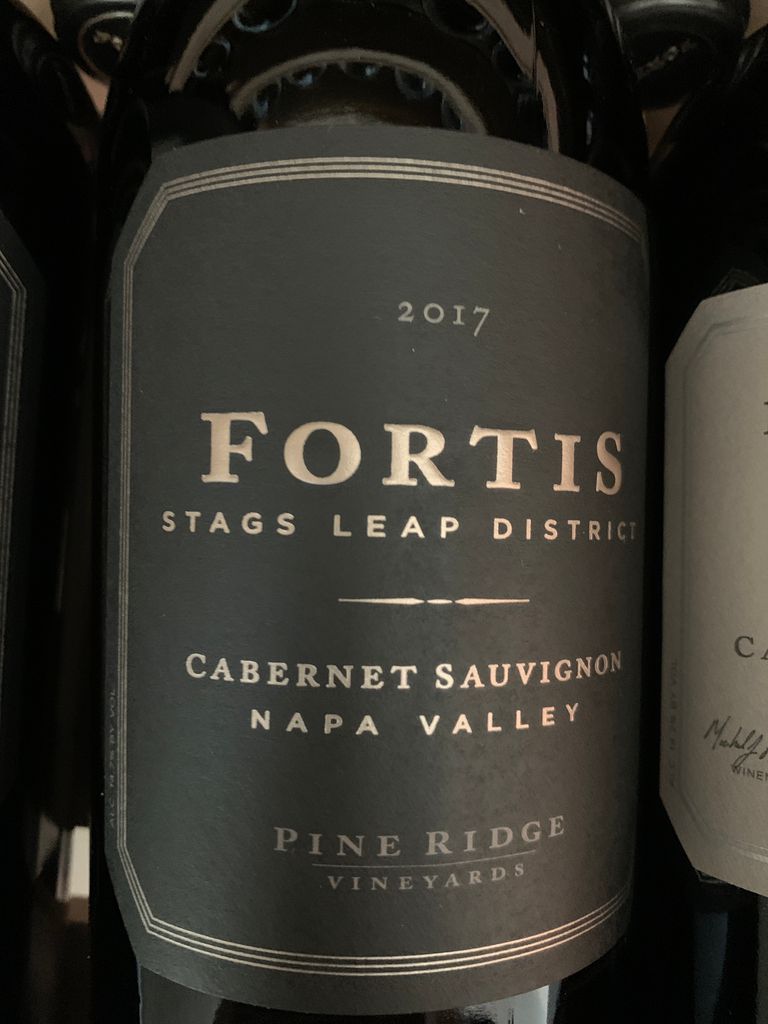 2017
FORTIS
STAGS LEAP DISTRICT
CABERNET SAUVIGNON
NAPA VALLEY
PINE RIDGE
VINEYARDS